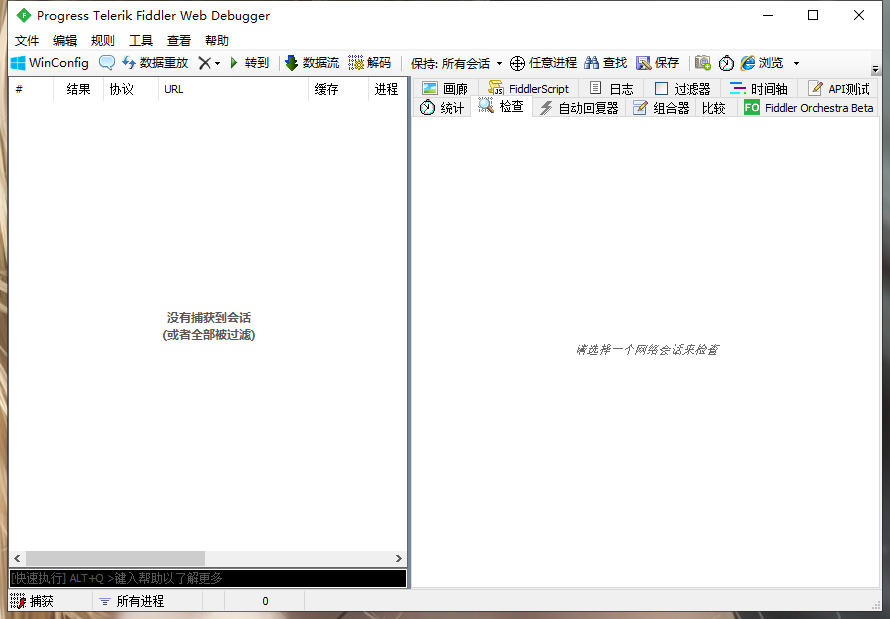 Progress Telerik Fiddler Web Debugger
文件 编辑 规则 工具 查看 帮助
WinConfig 数据重放 转到 数据流 解码 保持: 所有会话 任意进程 查找 保存 浏览
# 结果 协议 URL 缓存 进程
画廊 FiddlerScript 日志 过滤器 时间轴 API测试
统计 检查 自动回复器 组合器 比较 FO Fiddler Orchestra Beta
没有捕获到会话
(或者全部被过滤)
请选择一个网络会话来检查
[快速执行] ALT+Q >键入帮助以了解更多
捕获 所有进程 0